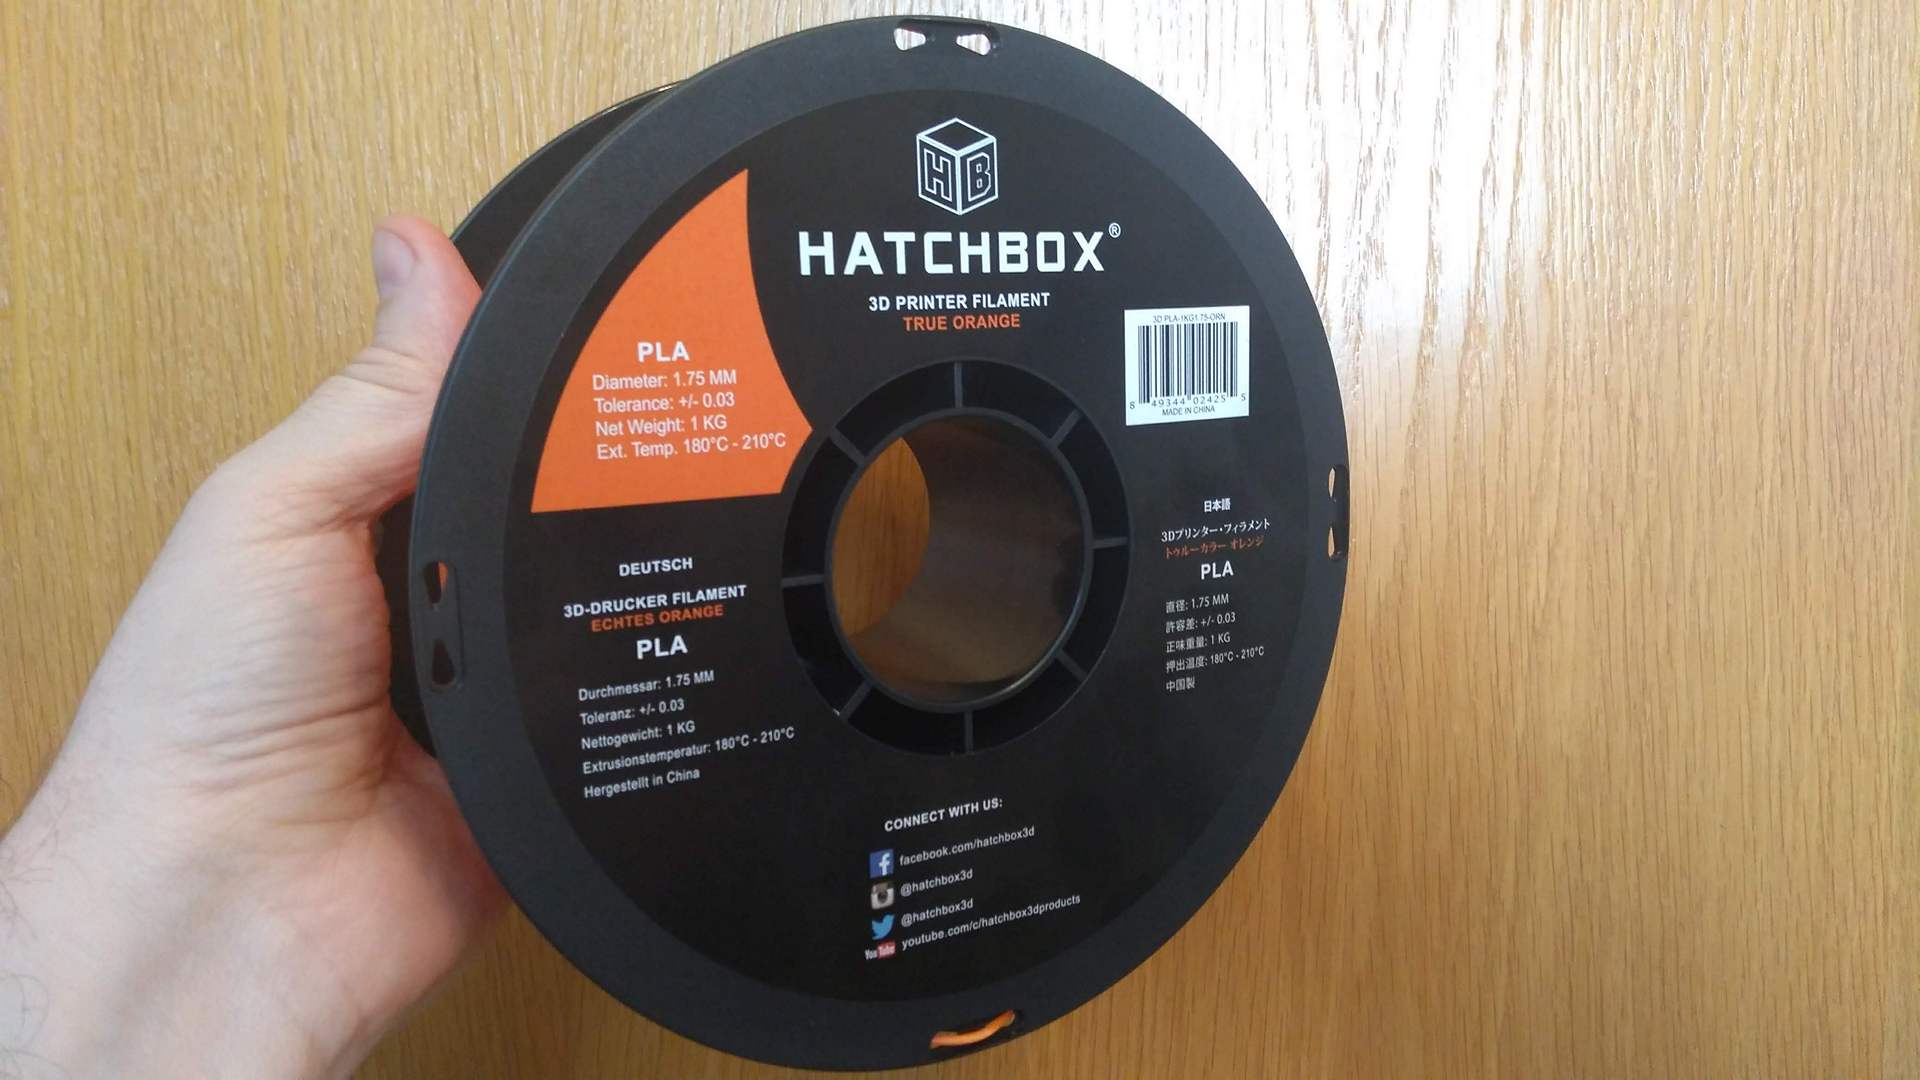 HB
HATCHBOX®
3D PRINTER FILAMENT
TRUE ORANGE
PLA
Diameter: 1.75 MM
Tolerance: +/- 0.03
Net Weight: 1 KG
Ext. Temp. 180°C - 210°C
3D PLA-1KG1.75-ORN
8 49344 02425 5
MADE IN CHINA
DEUTSCH
3D-DRUCKER FILAMENT
ECHTES ORANGE
PLA
Durchmessar: 1.75 MM
Toleranz: +/- 0.03
Nettogewicht: 1 KG
Extrusionstemperatur: 180°C - 210°C
Hergestellt in China
日本語
3Dプリンター・フィラメント
トゥルーカラー オレンジ
PLA
直径: 1.75 MM
許容差: +/- 0.03
正味重量: 1 KG
押出温度: 180°C - 210°C
中国製
CONNECT WITH US:
facebook.com/hatchbox3d
@hatchbox3d
@hatchbox3d
YouTube youtube.com/c/hatchbox3dproducts